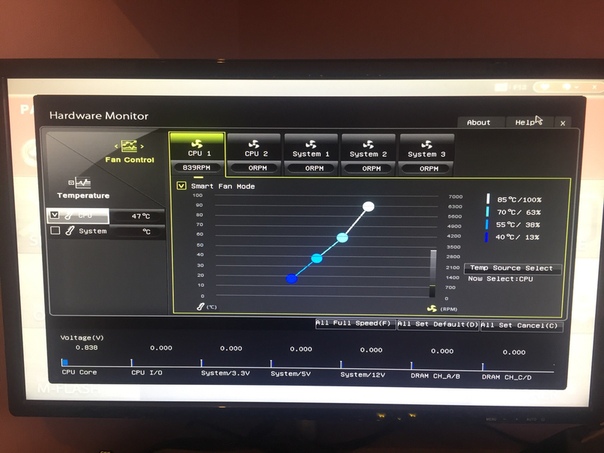 Hardware Monitor
About Help X
Fan Control
CPU 1 CPU 2 System 1 System 2 System 3
839RPM 0RPM 0RPM 0RPM 0RPM
Temperature
CPU 47°C
System °C
Smart Fan Mode
100
90
80
70
60
50
40
30
20
10
0
(°C)
7000
6300
5600
4900
4200
3500
2800
2100
1400
700
0
(RPM)
85°C/100%
70°C/ 63%
55°C/ 38%
40°C/ 13%
Temp Source Select
Now Select:CPU
All Full Speed(F) All Set Default(D) All Set Cancel(C)
Voltage(V)
0.838 0.000 0.000 0.000 0.000 0.000 0.000
CPU Core CPU I/O System/3.3V System/5V System/12V DRAM CH_A/B DRAM CH_C/D